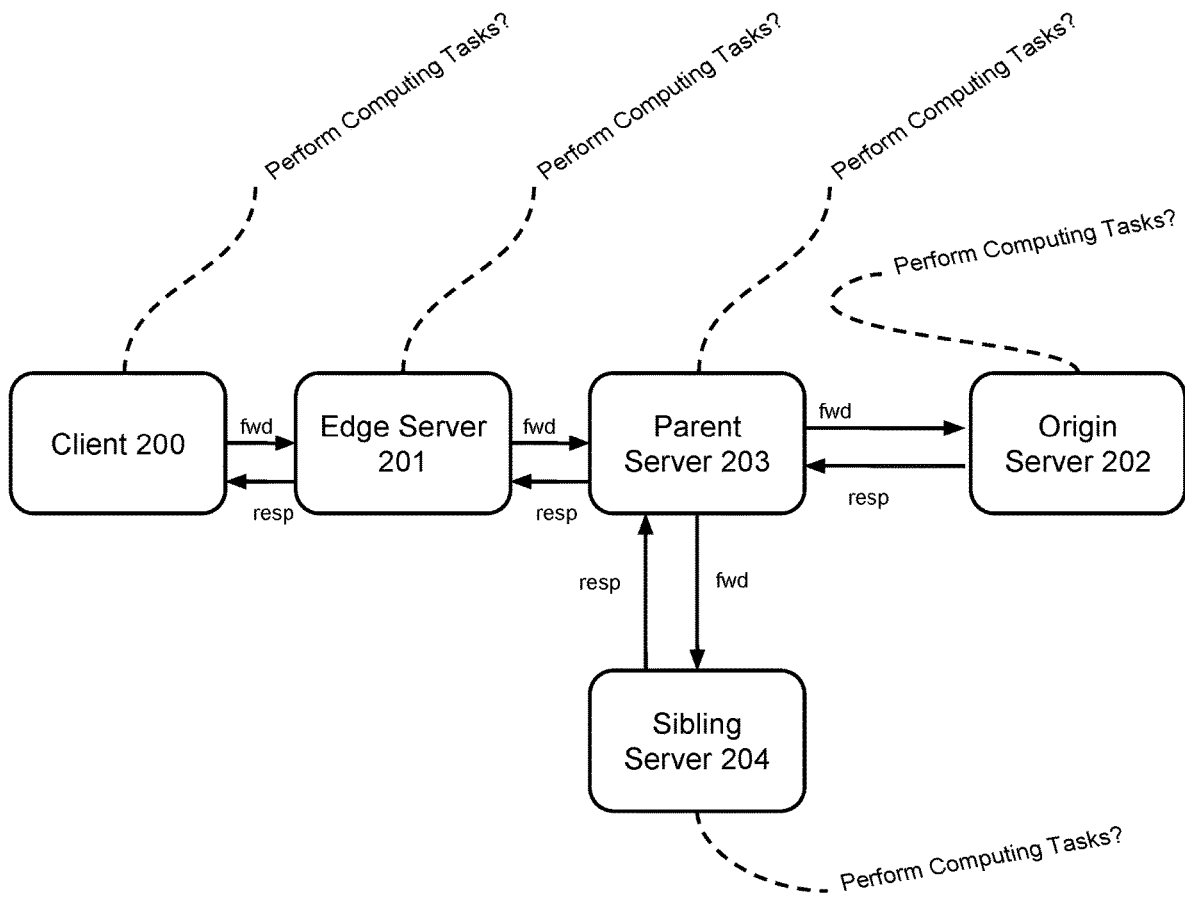 Perform Computing Tasks?
Perform Computing Tasks?
Perform Computing Tasks?
Perform Computing Tasks?
Client 200
fwd
resp
Edge Server
201
fwd
resp
Parent
Server 203
fwd
resp
Origin
Server 202
resp
fwd
Sibling
Server 204
Perform Computing Tasks?